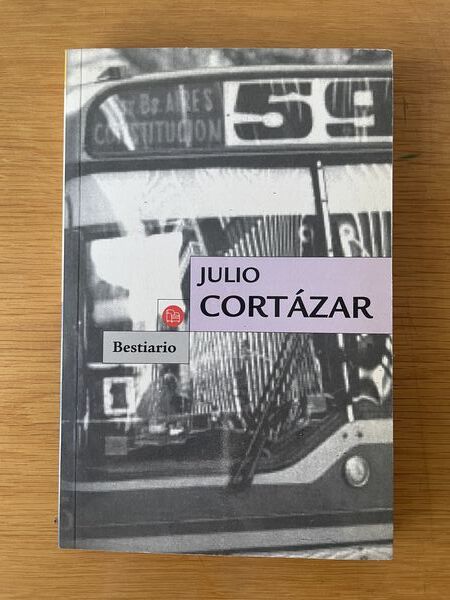 Bs AIRES
CONSTITUCION
59
JULIO
CORTÁZAR
Bestiario